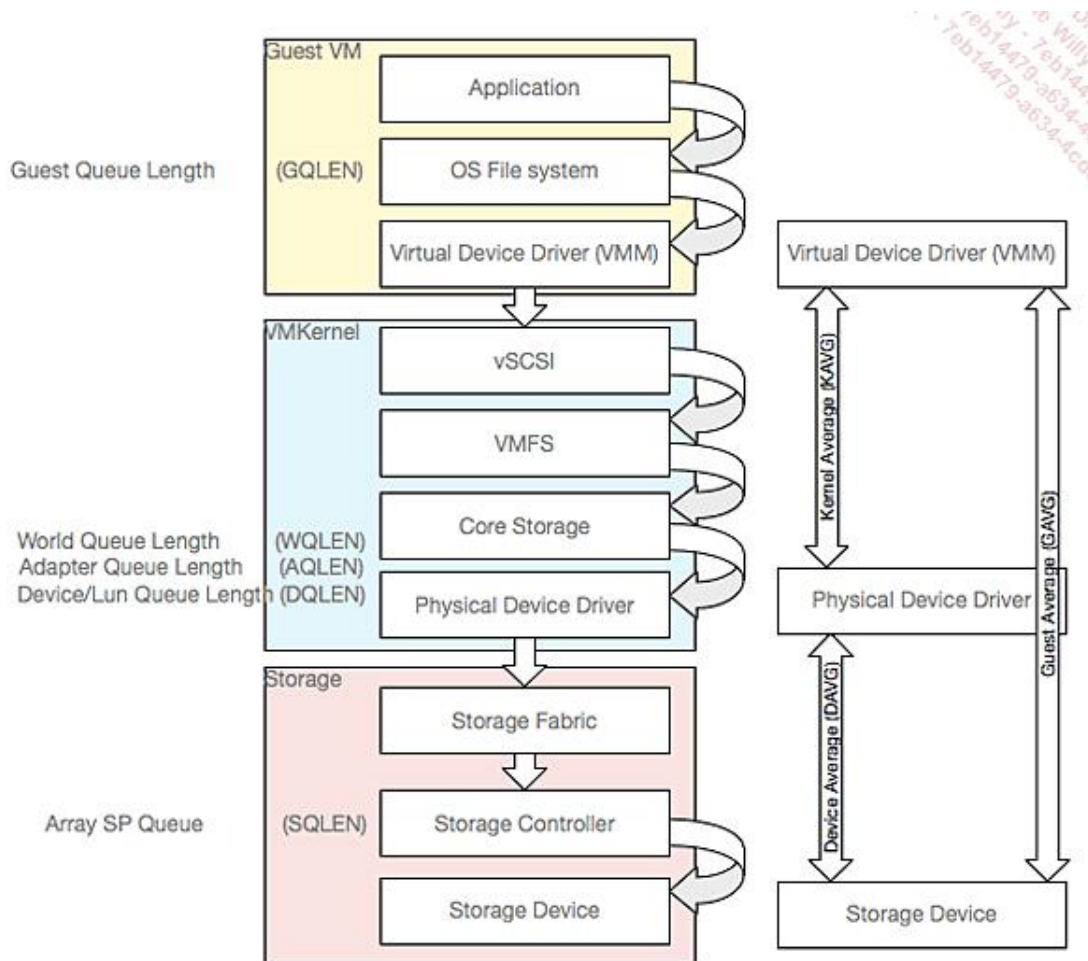 Guest VM
Application
Guest Queue Length (GQLEN) OS File system
Virtual Device Driver (VMM)
VMKernel
vSCSI
VMFS
Core Storage
World Queue Length (WQLEN)
Adapter Queue Length (AQLEN)
Device/Lun Queue Length (DQLEN)
Physical Device Driver
Storage
Storage Fabric
Array SP Queue (SQLEN) Storage Controller
Storage Device
Virtual Device Driver (VMM)
Kernel Average (KAVG)
Guest Average (GAVG)
Physical Device Driver
Device Average (DAVG)
Storage Device